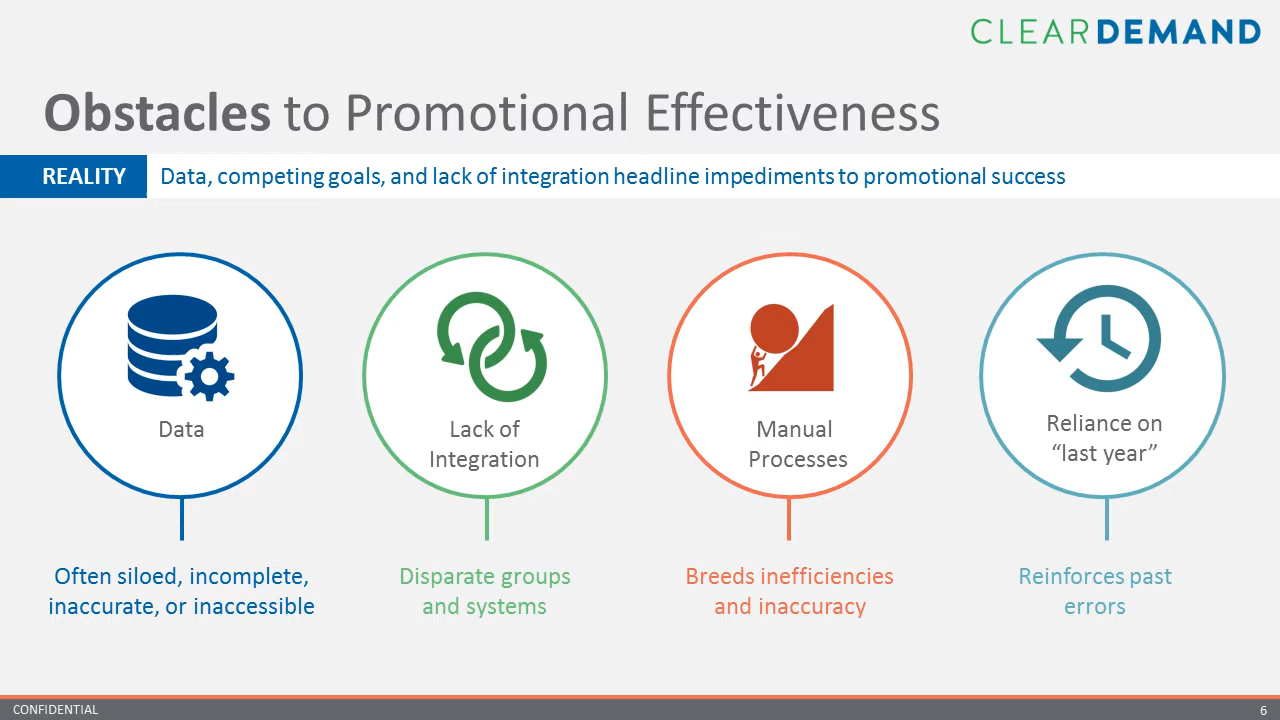 CLEARDEMAND
Obstacles to Promotional Effectiveness
REALITY
Data, competing goals, and lack of integration headline impediments to promotional success
Data
Often siloed, incomplete,
inaccurate, or inaccessible
Lack of
Integration
Disparate groups
and systems
Manual
Processes
Breeds inefficiencies
and inaccuracy
Reliance on
“last year”
Reinforces past
errors
CONFIDENTIAL
6